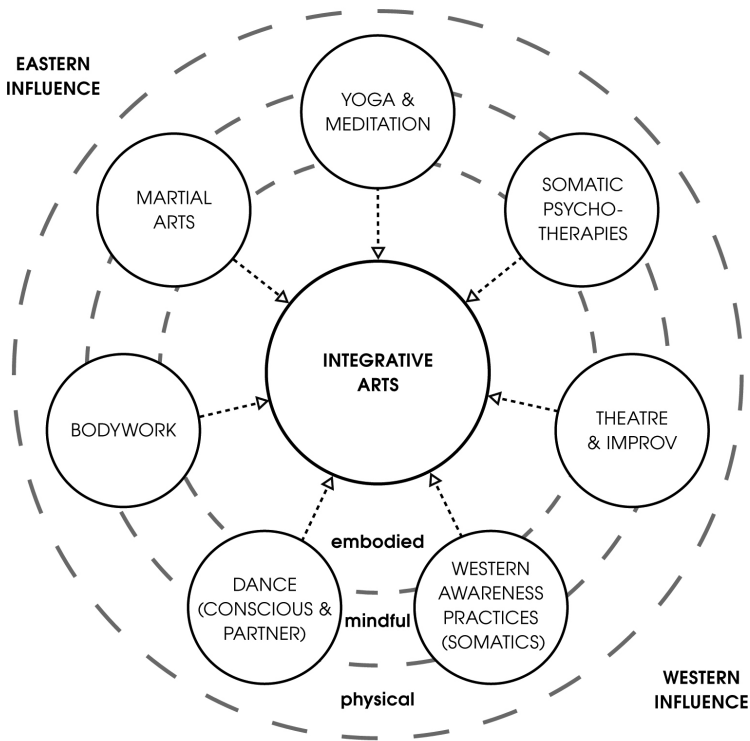 EASTERN
INFLUENCE
YOGA &
MEDITATION
MARTIAL
ARTS
SOMATIC
PSYCHO-
THERAPIES
INTEGRATIVE
ARTS
BODYWORK
THEATRE
& IMPROV
embodied
DANCE
(CONSCIOUS &
PARTNER)
mindful
WESTERN
AWARENESS
PRACTICES
(SOMATICS)
physical
WESTERN
INFLUENCE